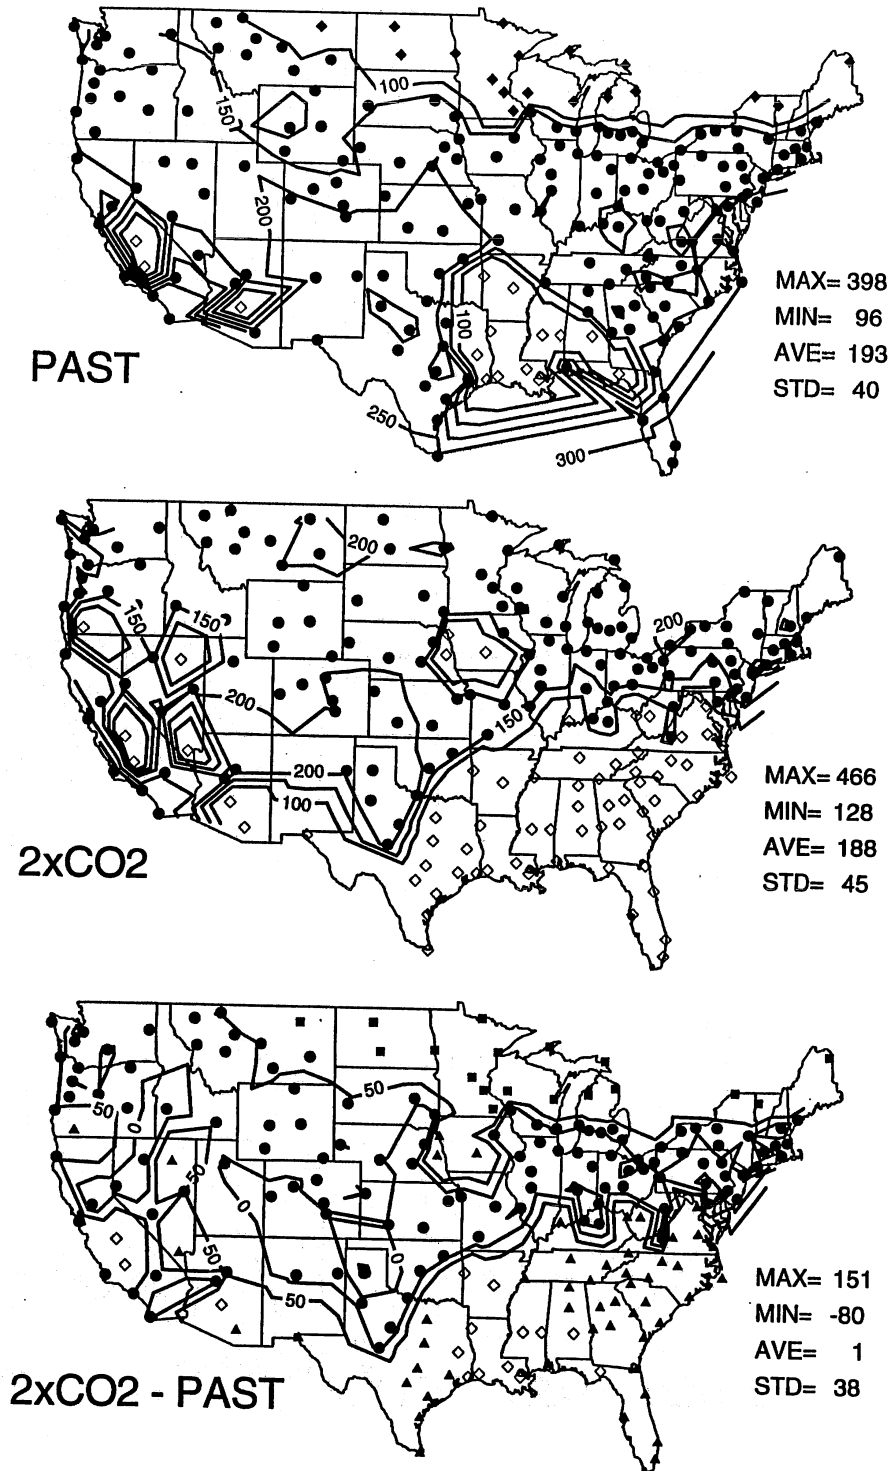 100
150
200
100
250
300
PAST
MAX= 398
MIN= 96
AVE= 193
STD= 40
200
150
150
200
200
150
200
100
2xCO2
MAX= 466
MIN= 128
AVE= 188
STD= 45
50
50
0
50
0
50
0
50
2xCO2 - PAST
MAX= 151
MIN= -80
AVE= 1
STD= 38